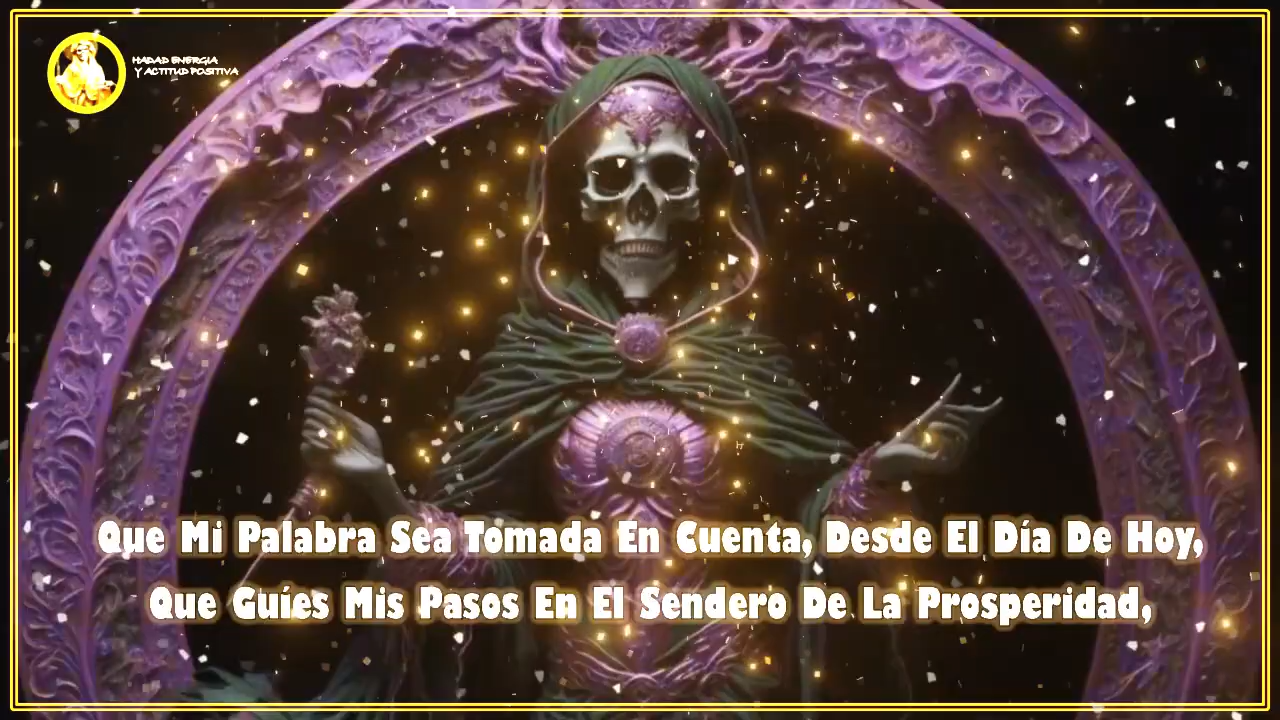 HADAD ENERGIA
Y ACTITUD POSITIVA
Que Mi Palabra Sea Tomada En Cuenta, Desde El Día De Hoy,
Que Guíes Mis Pasos En El Sendero De La Prosperidad,